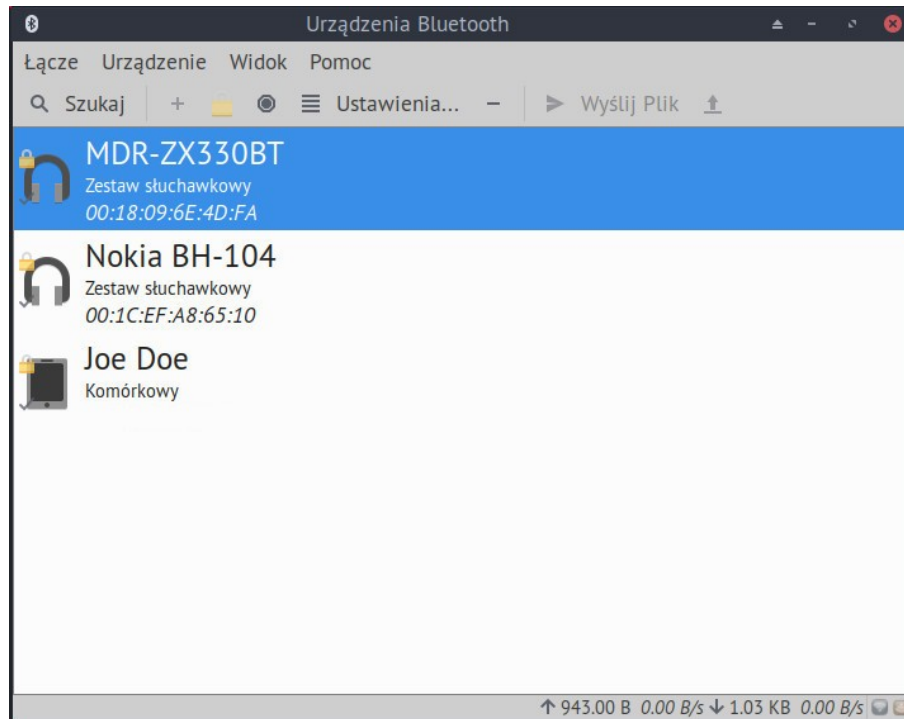 Urządzenia Bluetooth
Łącze Urządzenie Widok Pomoc
Szukaj Ustawienia... Wyślij Plik
MDR-ZX330BT
Zestaw słuchawkowy
00:18:09:6E:4D:FA
Nokia BH-104
Zestaw słuchawkowy
00:1C:EF:A8:65:10
Joe Doe
Komórkowy
943.00 B 0.00 B/s 1.03 KB 0.00 B/s